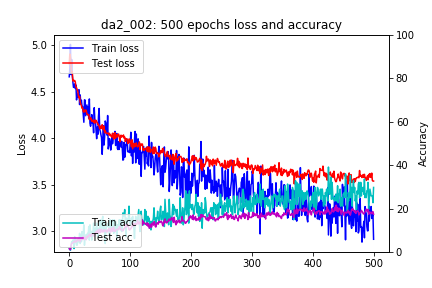 da2_002: 500 epochs loss and accuracy
5.0
4.5
4.0
3.5
3.0
Loss
Train loss
Test loss
Train acc
Test acc
0
100
200
300
400
500
100
80
60
40
20
0
Accuracy